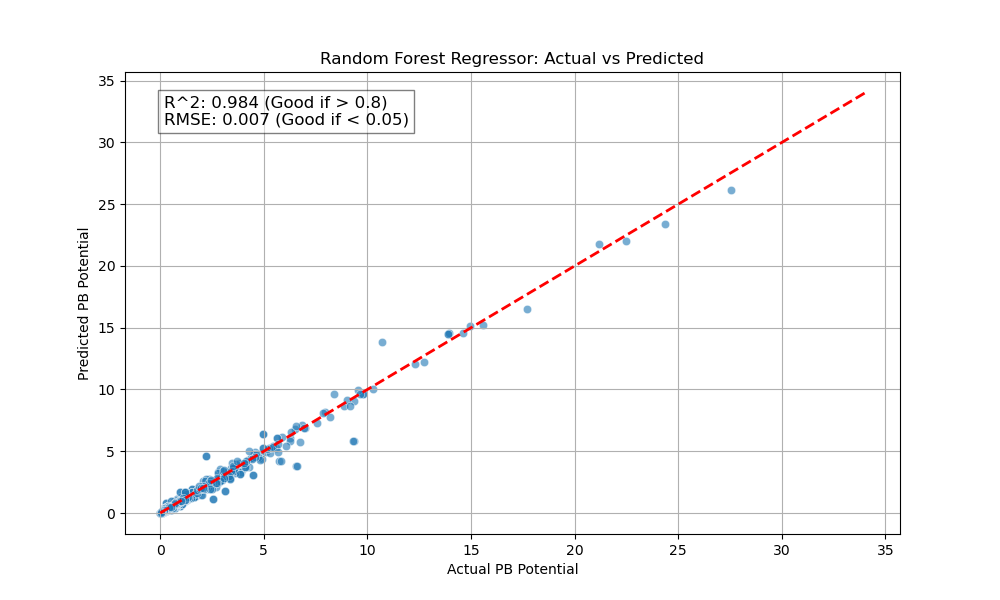 Random Forest Regressor: Actual vs Predicted
R^2: 0.984 (Good if > 0.8)
RMSE: 0.007 (Good if < 0.05)
Predicted PB Potential
35
30
25
20
15
10
5
0
0 5 10 15 20 25 30 35
Actual PB Potential